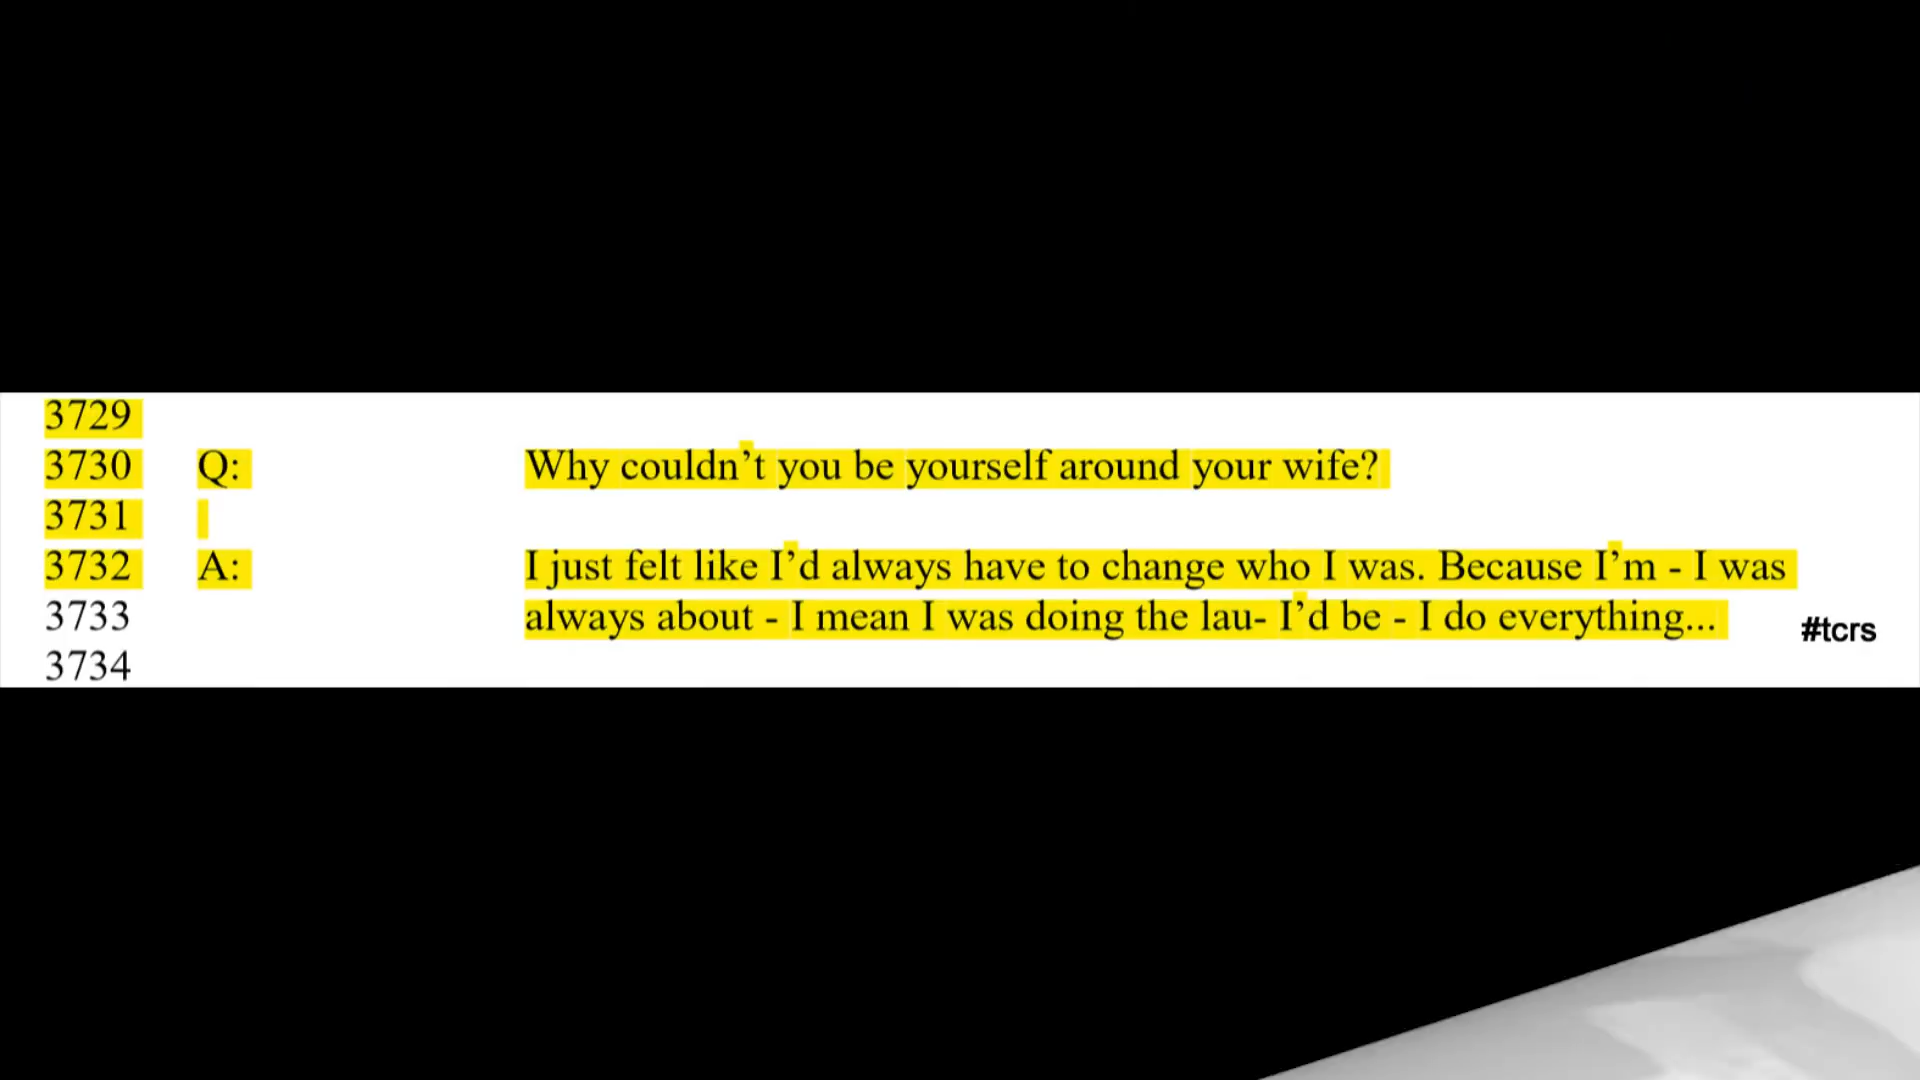 3729
3730 Q: Why couldn’t you be yourself around your wife?
3731
3732 A: I just felt like I’d always have to change who I was. Because I’m - I was
3733 always about - I mean I was doing the lau- I’d be - I do everything...
#tcrs
3734